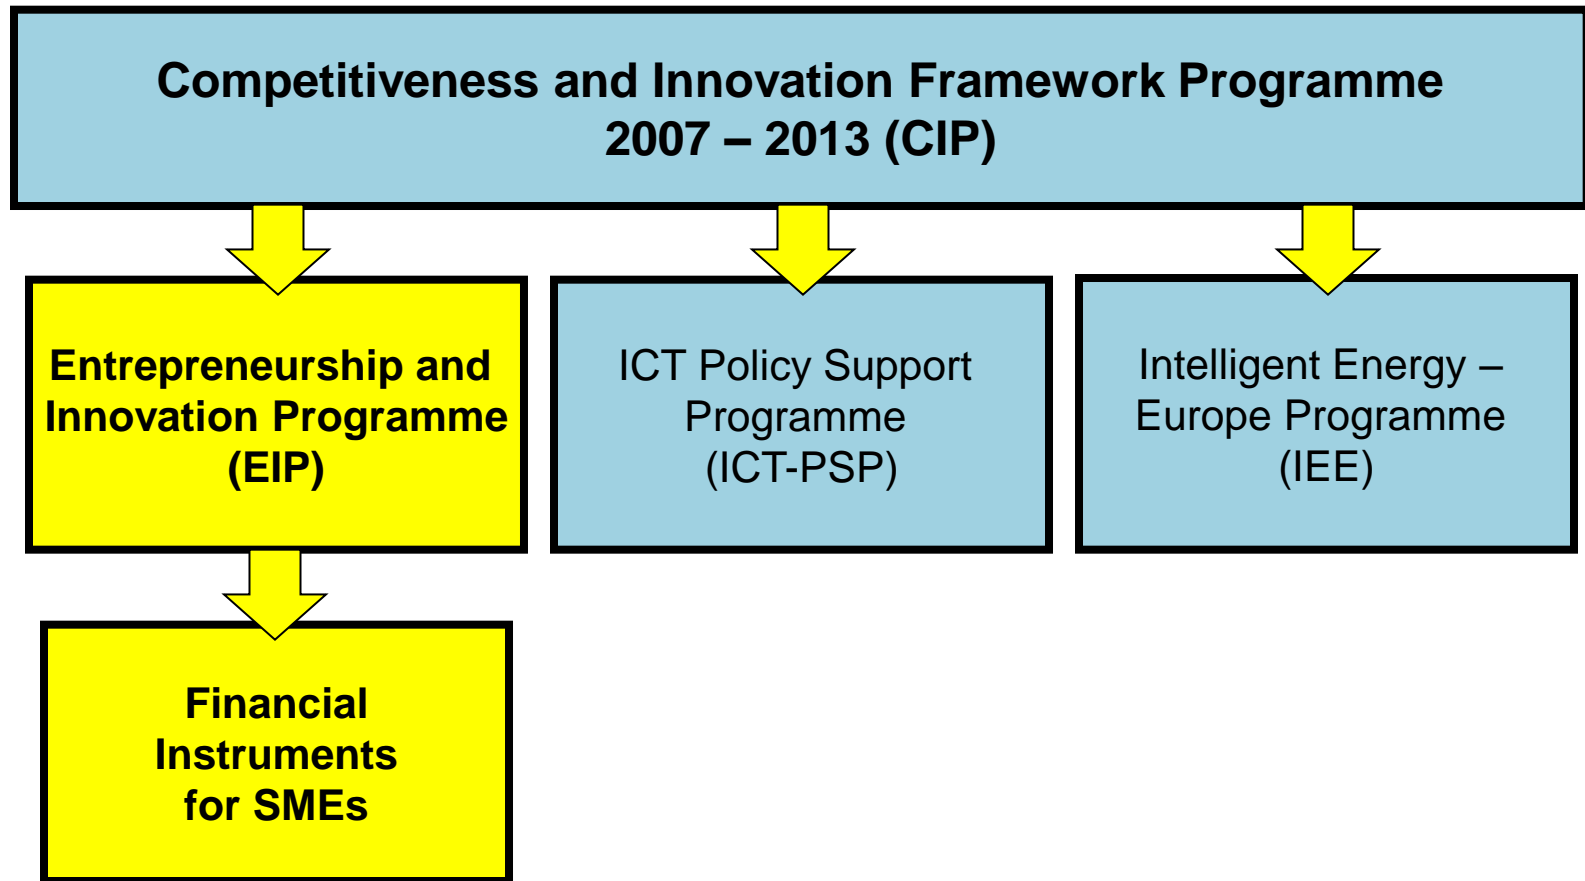 Competitiveness and Innovation Framework Programme
2007 – 2013 (CIP)
Entrepreneurship and
Innovation Programme
(EIP)
ICT Policy Support
Programme
(ICT-PSP)
Intelligent Energy –
Europe Programme
(IEE)
Financial
Instruments
for SMEs